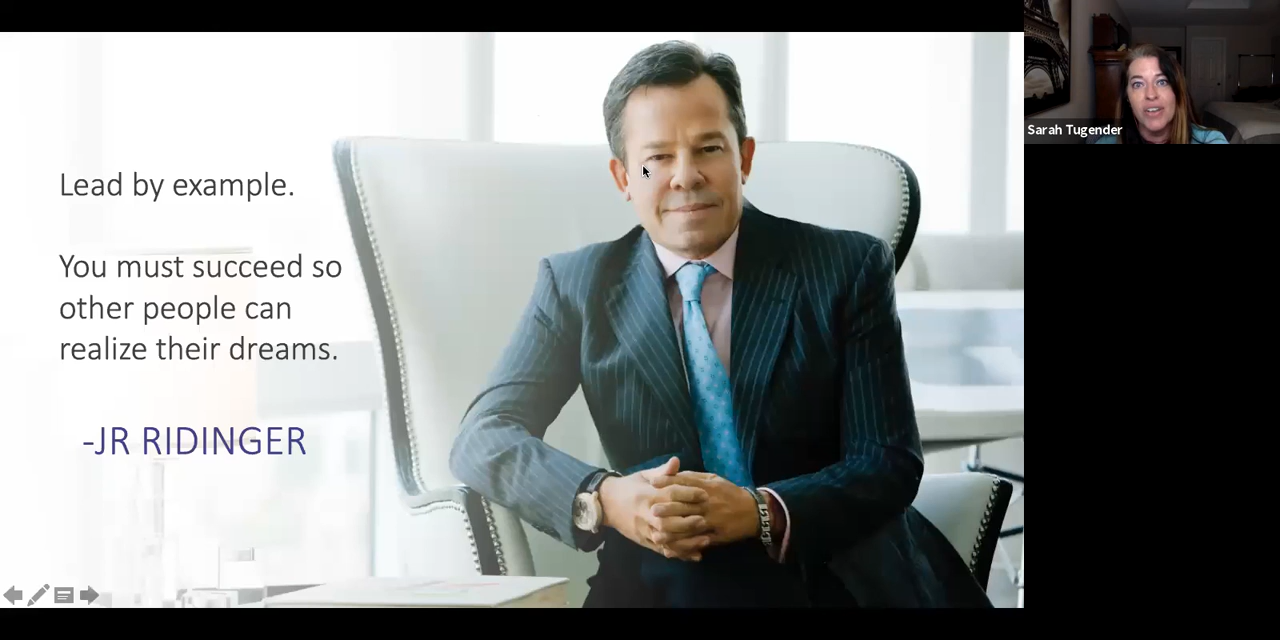 Lead by example.
You must succeed so
other people can
realize their dreams.
-JR RIDINGER
Sarah Tugender